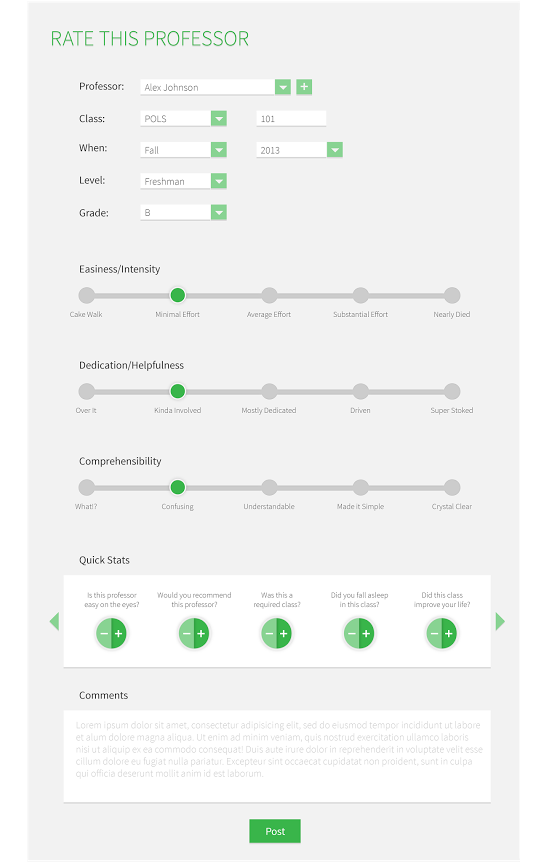 RATE THIS PROFESSOR
Professor: Alex Johnson +
Class: POLS 101
When: Fall 2013
Level: Freshman
Grade: B
Easiness/Intensity
Cake Walk Minimal Effort Average Effort Substantial Effort Nearly Died
Dedication/Helpfulness
Over It Kinda Involved Mostly Dedicated Driven Super Stoked
Comprehensibility
What!? Confusing Understandable Made it Simple Crystal Clear
Quick Stats
Is this professor Would you recommend Was this a Did you fall asleep Did this class
easy on the eyes? this professor? required class? in this class? improve your life?
− + − + − + − + − +
Comments
Lorem ipsum dolor sit amet, consectetur adipisicing elit, sed do eiusmod tempor incididunt ut labore
et alum dolore magna aliqua. Ut enim ad minim veniam, quis nostrud exercitation ullamco laboris
nisi ut aliquip ex ea commodo consequat! Duis aute irure dolor in reprehenderit in voluptate velit esse
cillum dolore eu fugiat nulla pariatur. Excepteur sint occaecat cupidatat non proident, sunt in culpa
qui officia deserunt mollit anim id est laborum.
Post